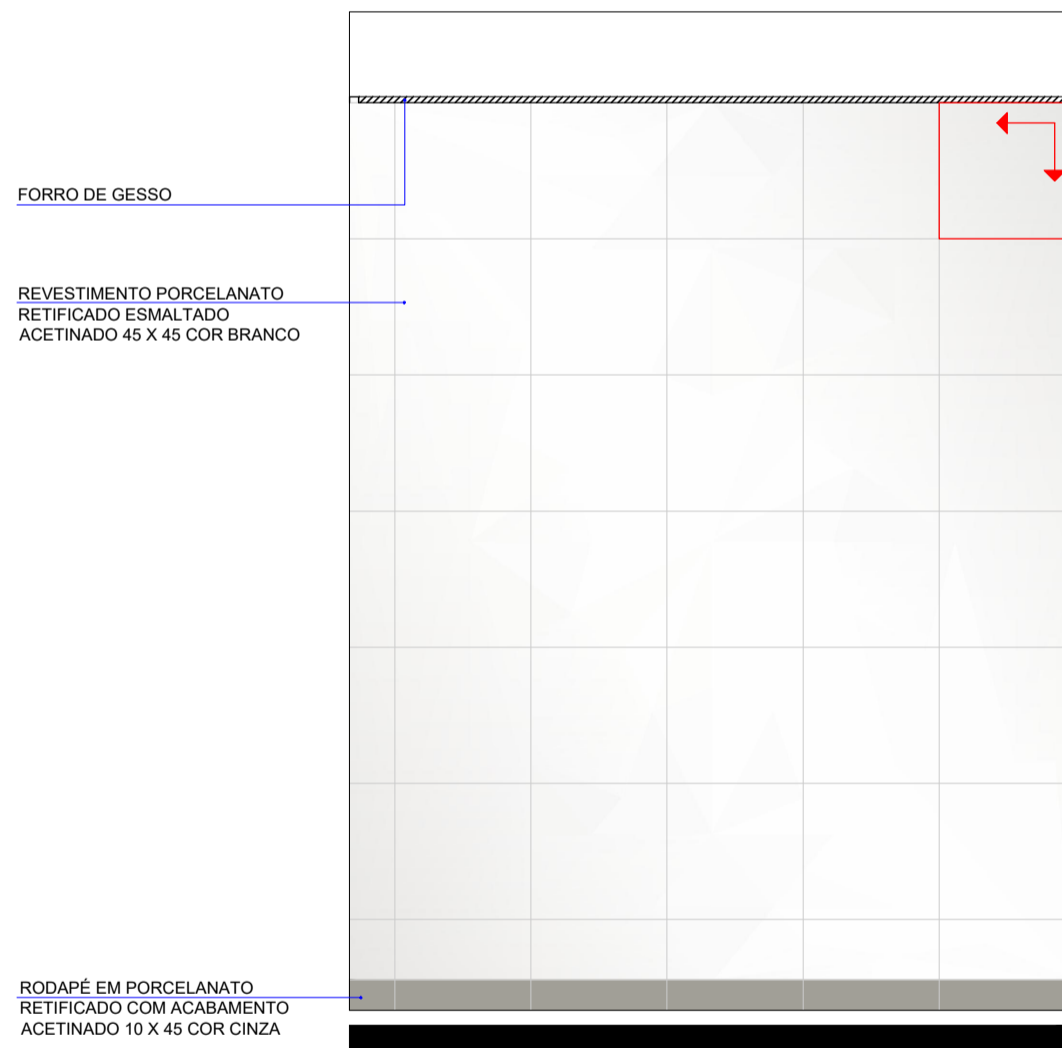 FORRO DE GESSO
REVESTIMENTO PORCELANATO
RETIFICADO ESMALTADO
ACETINADO 45 X 45 COR BRANCO
RODAPÉ EM PORCELANATO
RETIFICADO COM ACABAMENTO
ACETINADO 10 X 45 COR CINZA